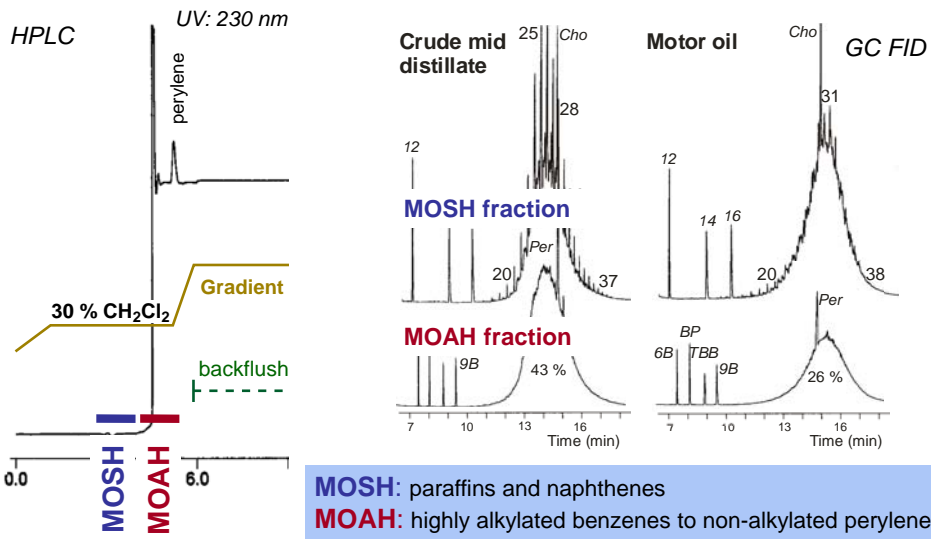 HPLC
UV: 230 nm
perylene
Gradient
30 % CH₂Cl₂
backflush
MOSH
MOAH
0.0
6.0
Crude mid
distillate
25
Cho
28
12
MOSH fraction
Per
20
37
MOAH fraction
9B
43 %
7
10
13
16
Time (min)
Motor oil
GC FID
Cho
31
12
14
16
20
38
Per
BP
6B
TBB
9B
26 %
7
10
13
16
Time (min)
MOSH: paraffins and naphthenes
MOAH: highly alkylated benzenes to non-alkylated perylene